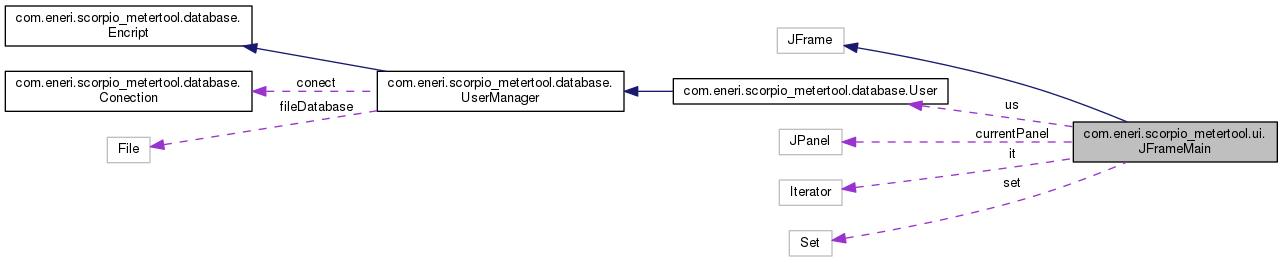 com.eneri.scorpio_metertool.database.
Encript
com.eneri.scorpio_metertool.database.
Conection
File
conect
fileDatabase
com.eneri.scorpio_metertool.database.
UserManager
com.eneri.scorpio_metertool.database.User
JFrame
JPanel
Iterator
Set
us
currentPanel
it
set
com.eneri.scorpio_metertool.ui.
JFrameMain